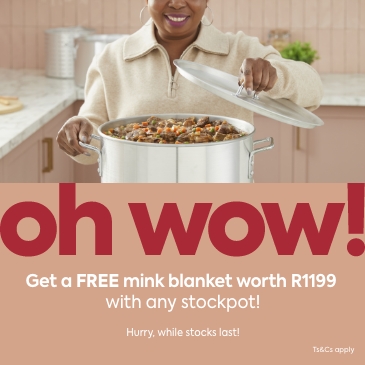 oh wow!
Get a FREE mink blanket worth R1199
with any stockpot!
Hurry, while stocks last!
Ts&Cs apply